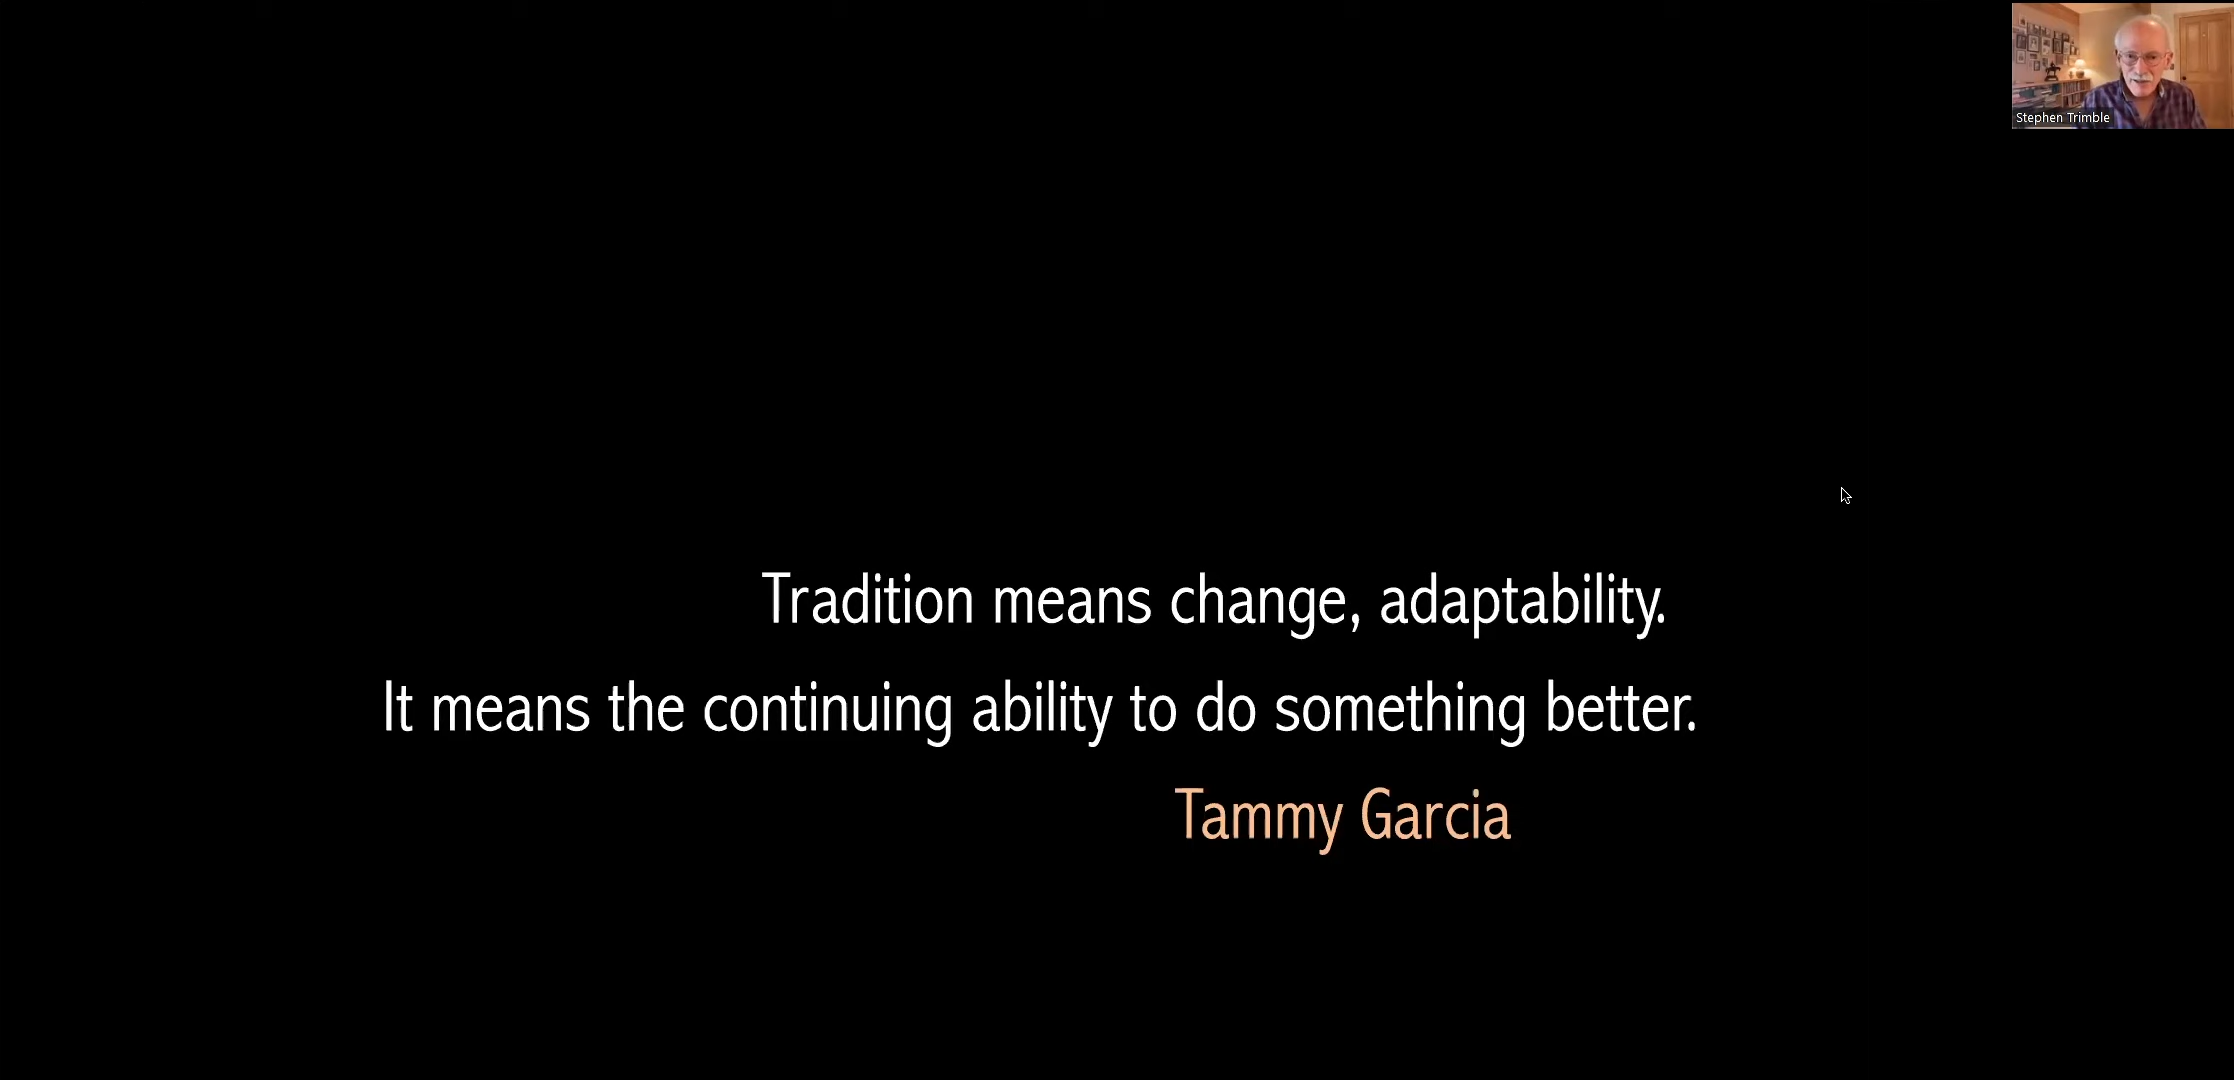 Stephen Trimble
Tradition means change, adaptability.
It means the continuing ability to do something better.
Tammy Garcia